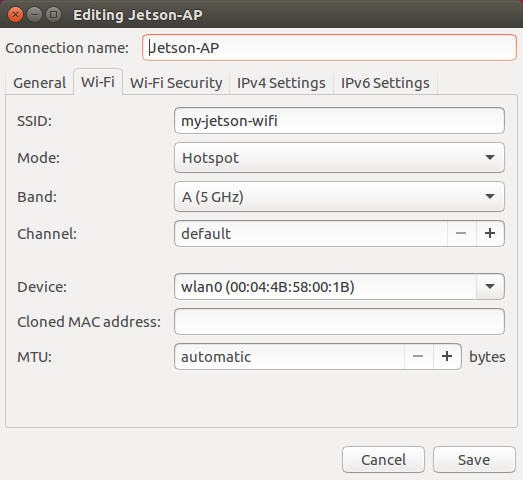 Editing Jetson-AP
Connection name: Jetson-AP
General Wi-Fi Wi-Fi Security IPv4 Settings IPv6 Settings
SSID: my-jetson-wifi
Mode: Hotspot
Band: A (5 GHz)
Channel: default
Device: wlan0 (00:04:4B:58:00:1B)
Cloned MAC address:
MTU: automatic bytes
Cancel Save